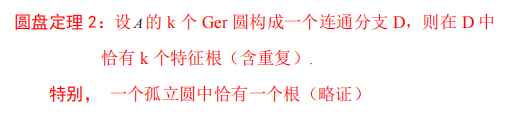 圆盘定理 2：设A的 k 个 Ger 圆构成一个连通分支 D，则在 D 中
恰有 k 个特征根（含重复）.
特别， 一个孤立圆中恰有一个根（略证）